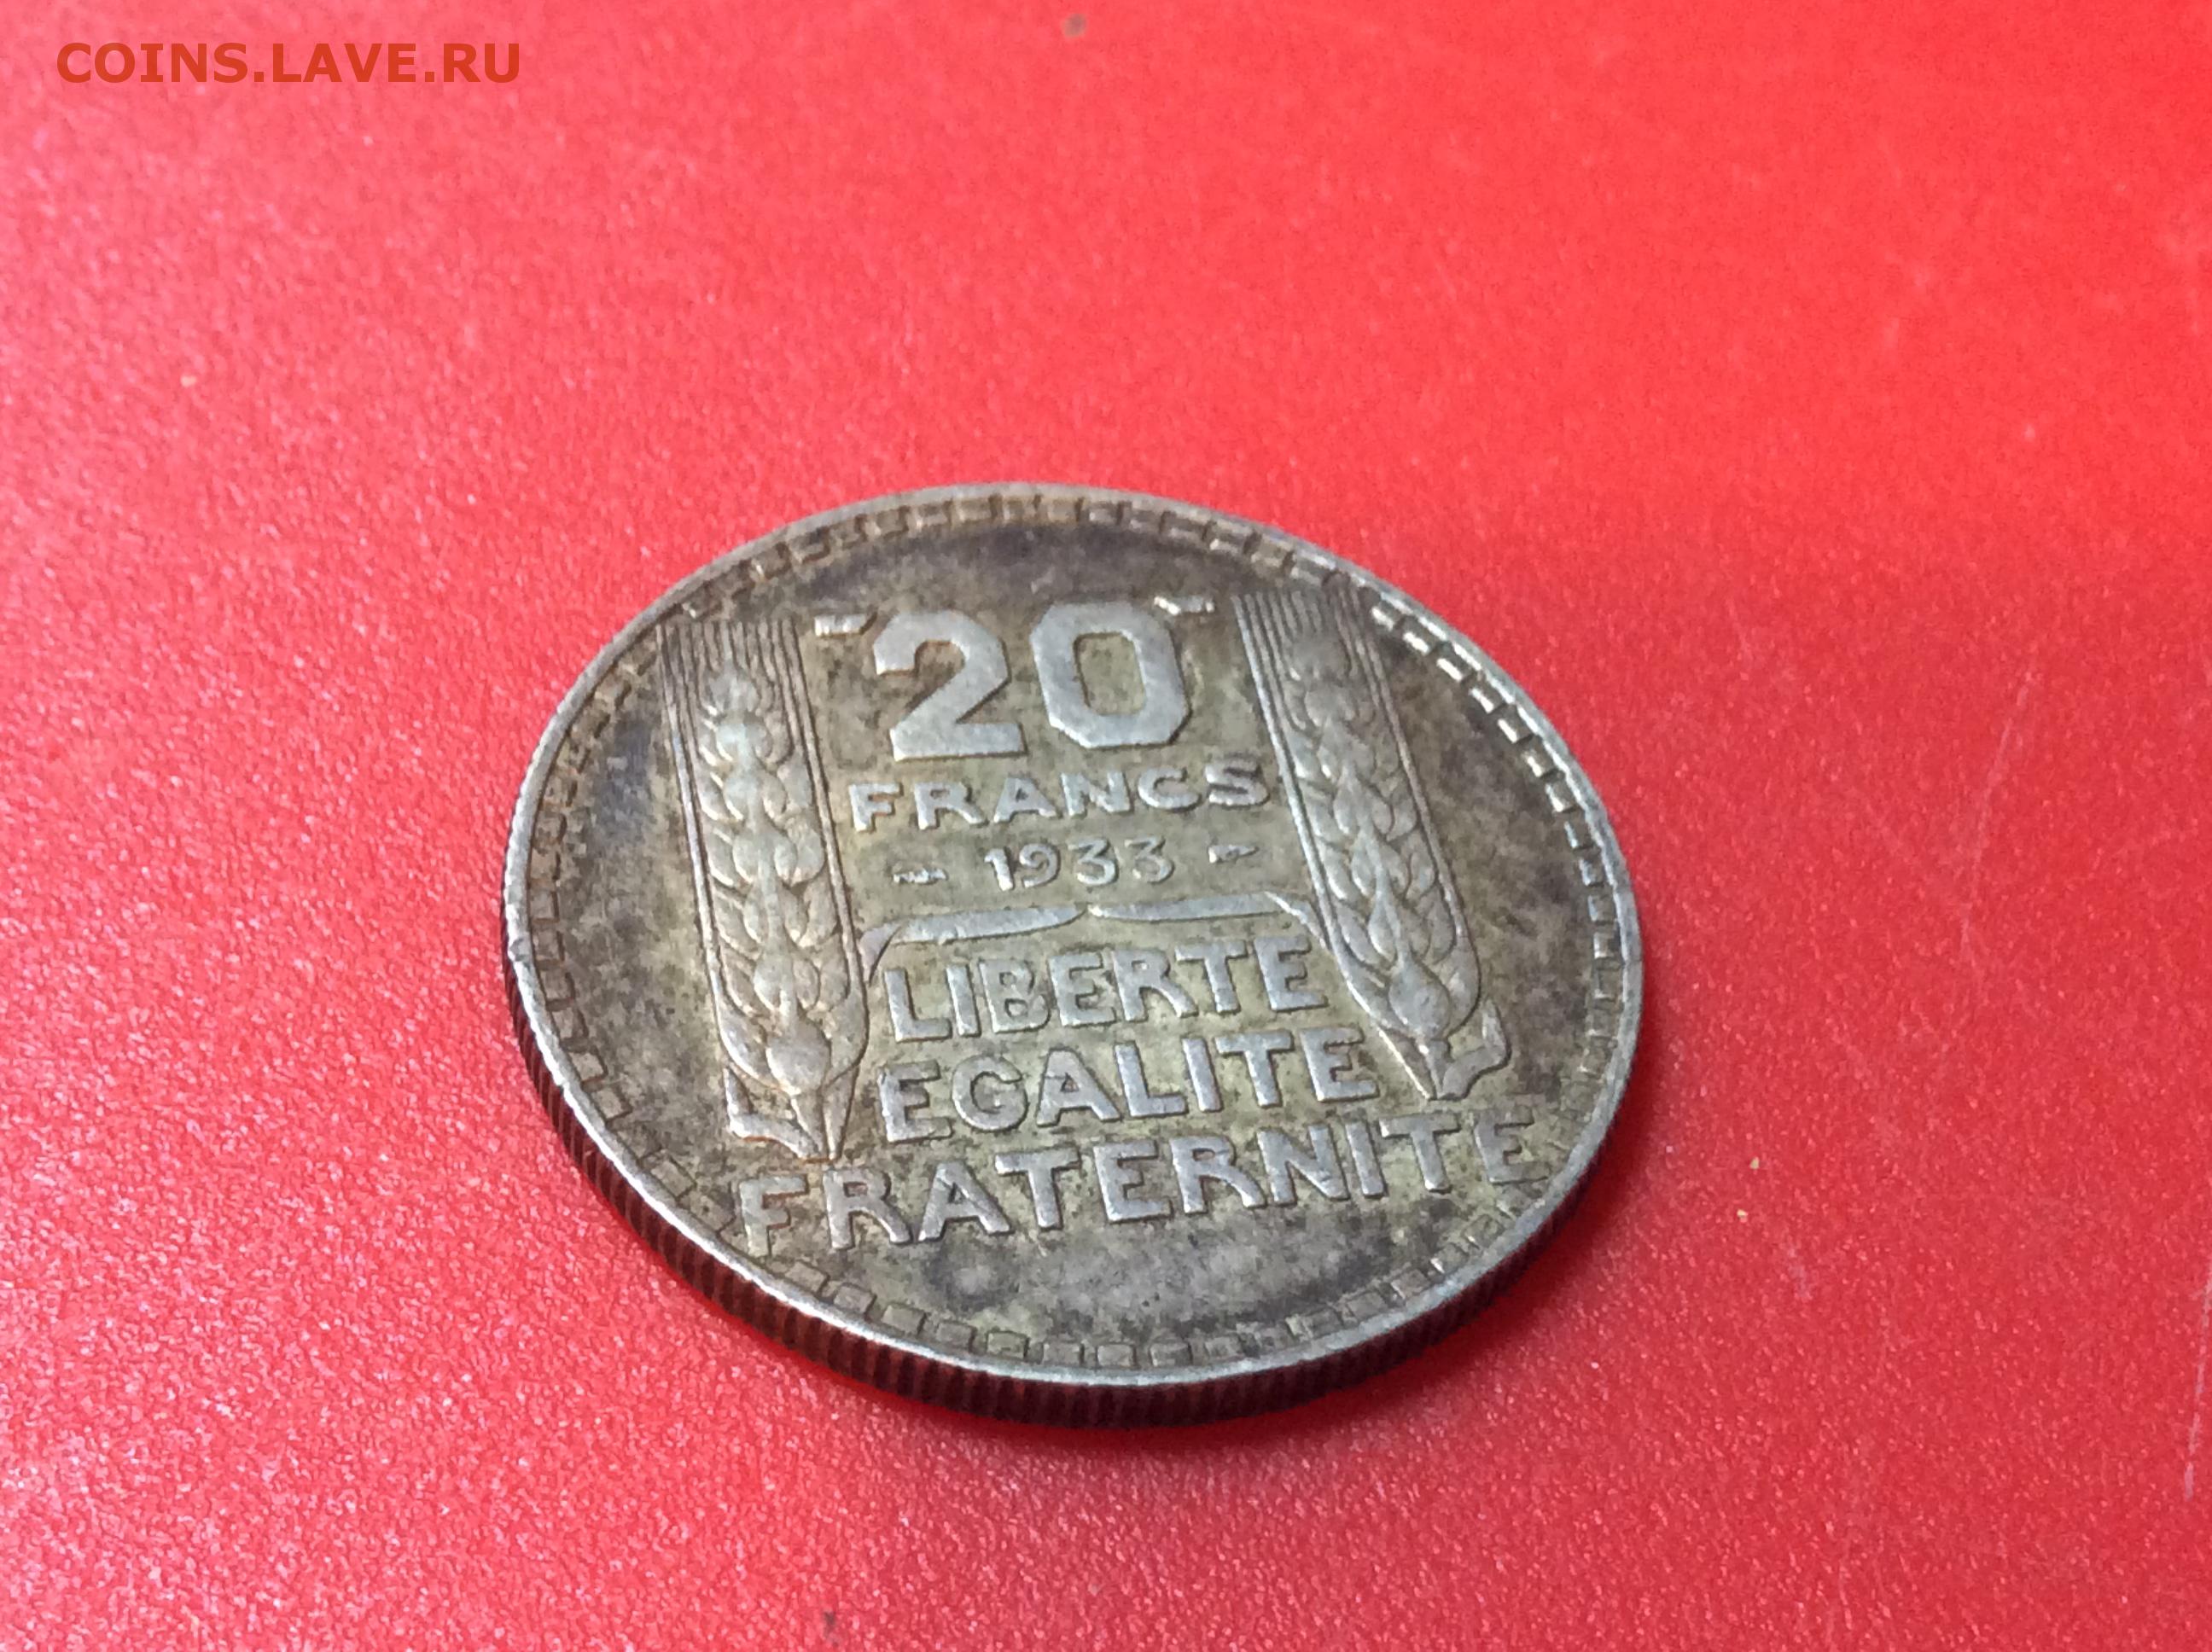 COINS.LAVE.RU
20
FRANCS
- 1933 -
LIBERTE
EGALITE
FRATERNITE